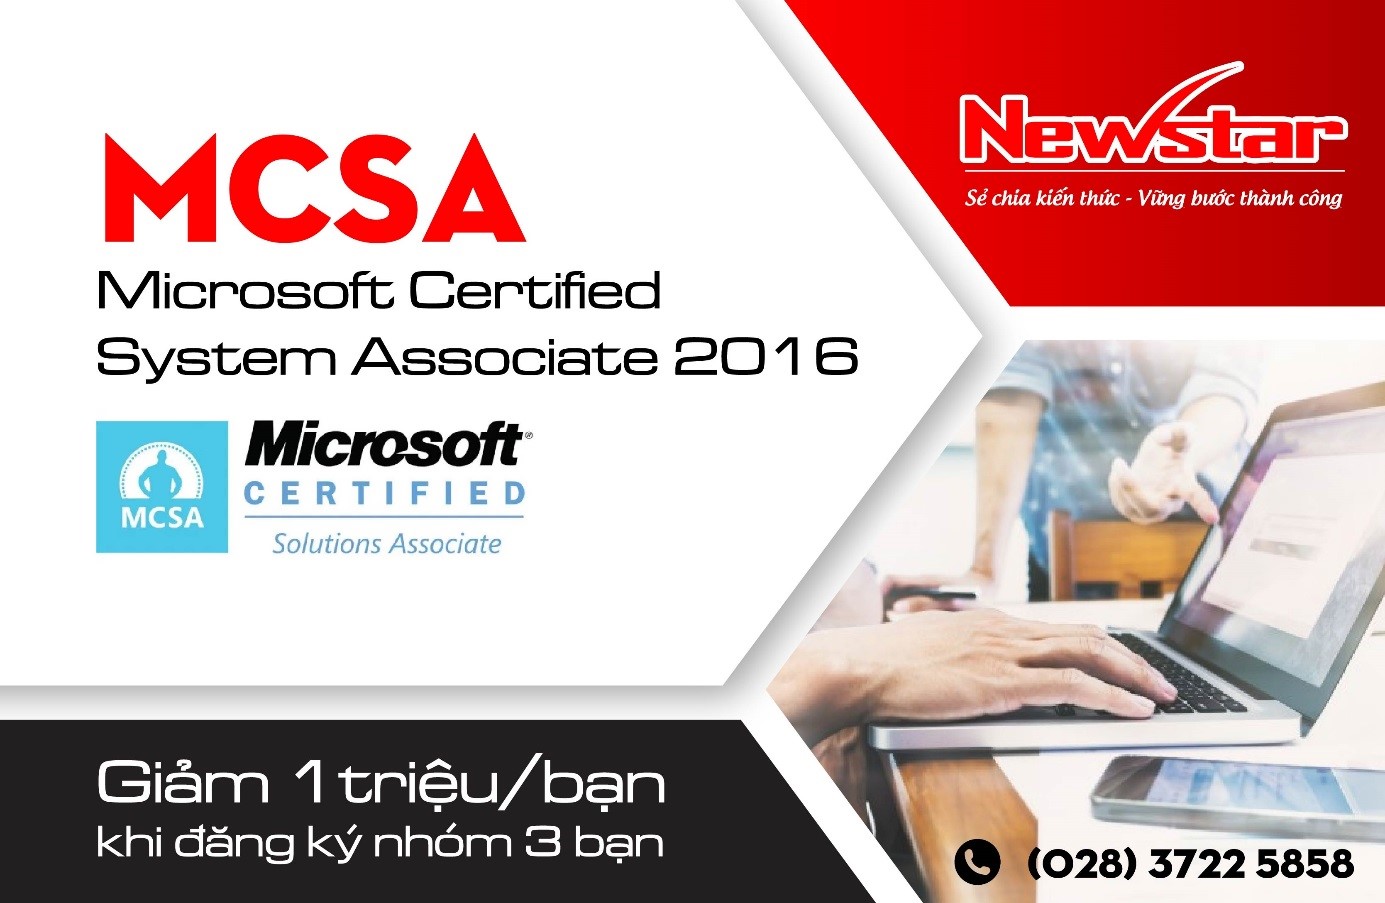 MCSA
Microsoft Certified
System Associate 2016
MCSA
Microsoft®
CERTIFIED
Solutions Associate
Newstar
Sẻ chia kiến thức - Vững bước thành công
Giảm 1 triệu/bạn
khi đăng ký nhóm 3 bạn
(028) 3722 5858